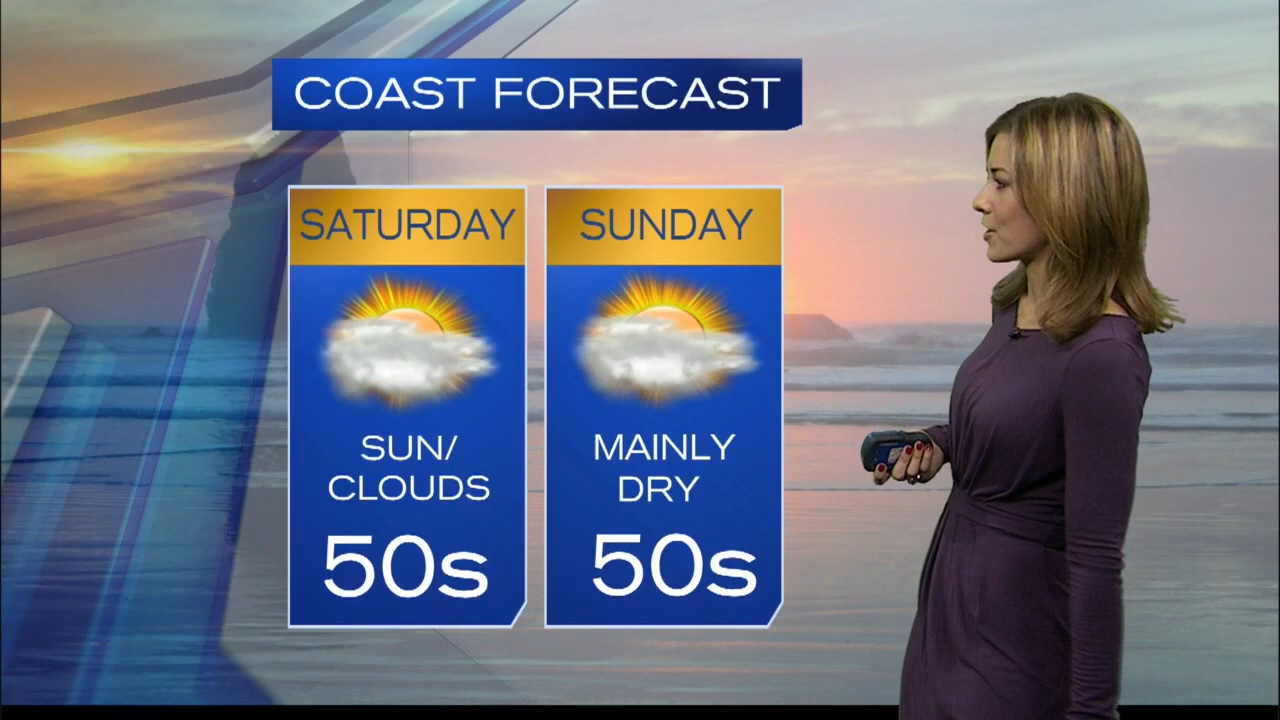 COAST FORECAST
SATURDAY
SUN/
CLOUDS
50s
SUNDAY
MAINLY
DRY
50s